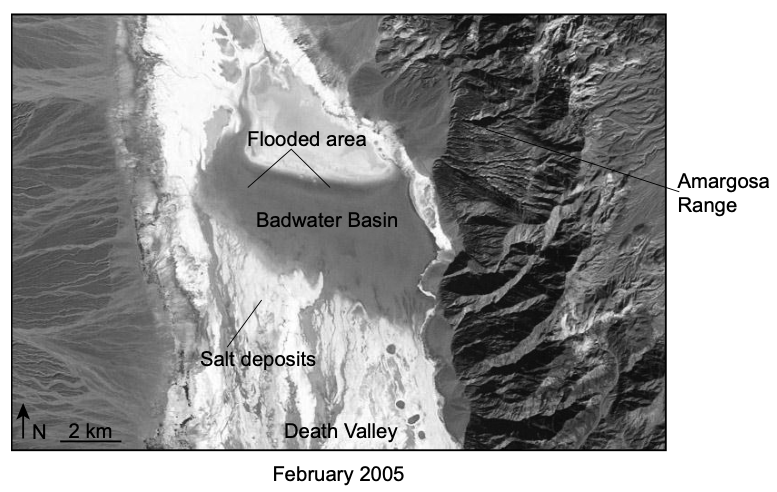 Flooded area
Badwater Basin
Amargosa
Range
Salt deposits
N
2 km
Death Valley
February 2005